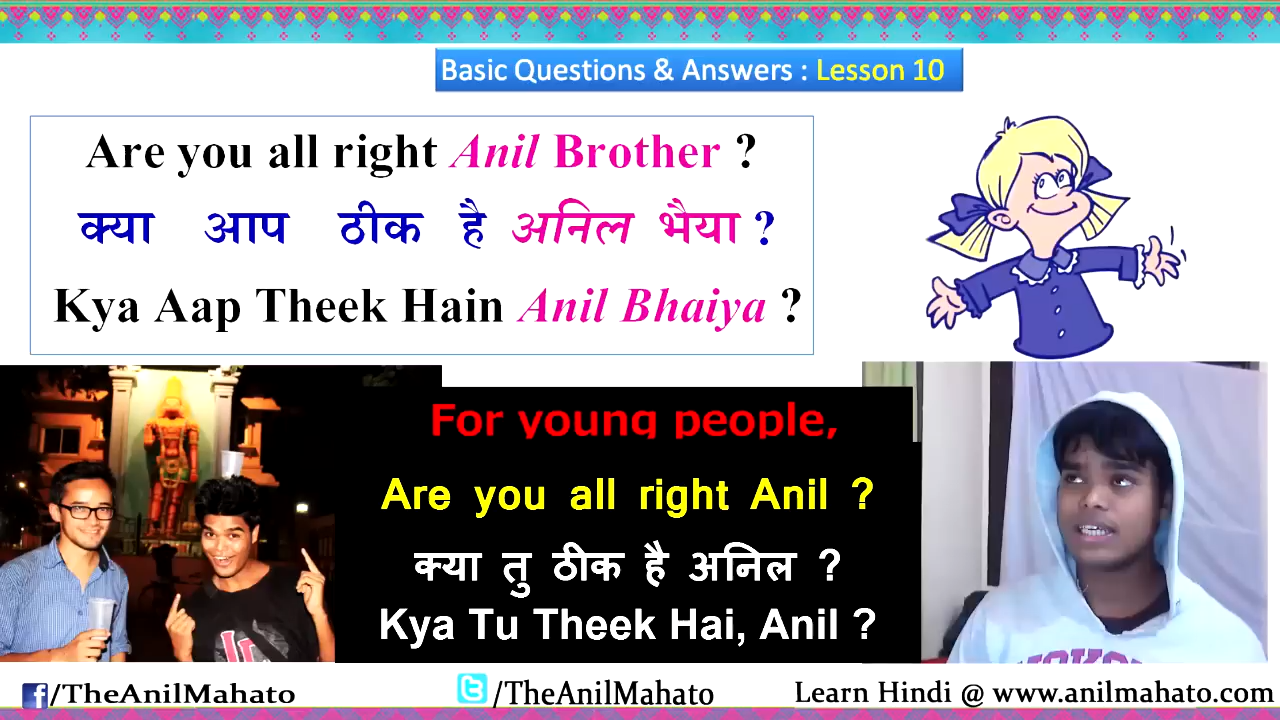 Basic Questions & Answers : Lesson 10
Are you all right Anil Brother ?
क्या आप ठीक है अनिल भैया ?
Kya Aap Theek Hain Anil Bhaiya ?
For young people,
Are you all right Anil ?
क्या तु ठीक है अनिल ?
Kya Tu Theek Hai, Anil ?
/TheAnilMahato
/TheAnilMahato
Learn Hindi @ www.anilmahato.com